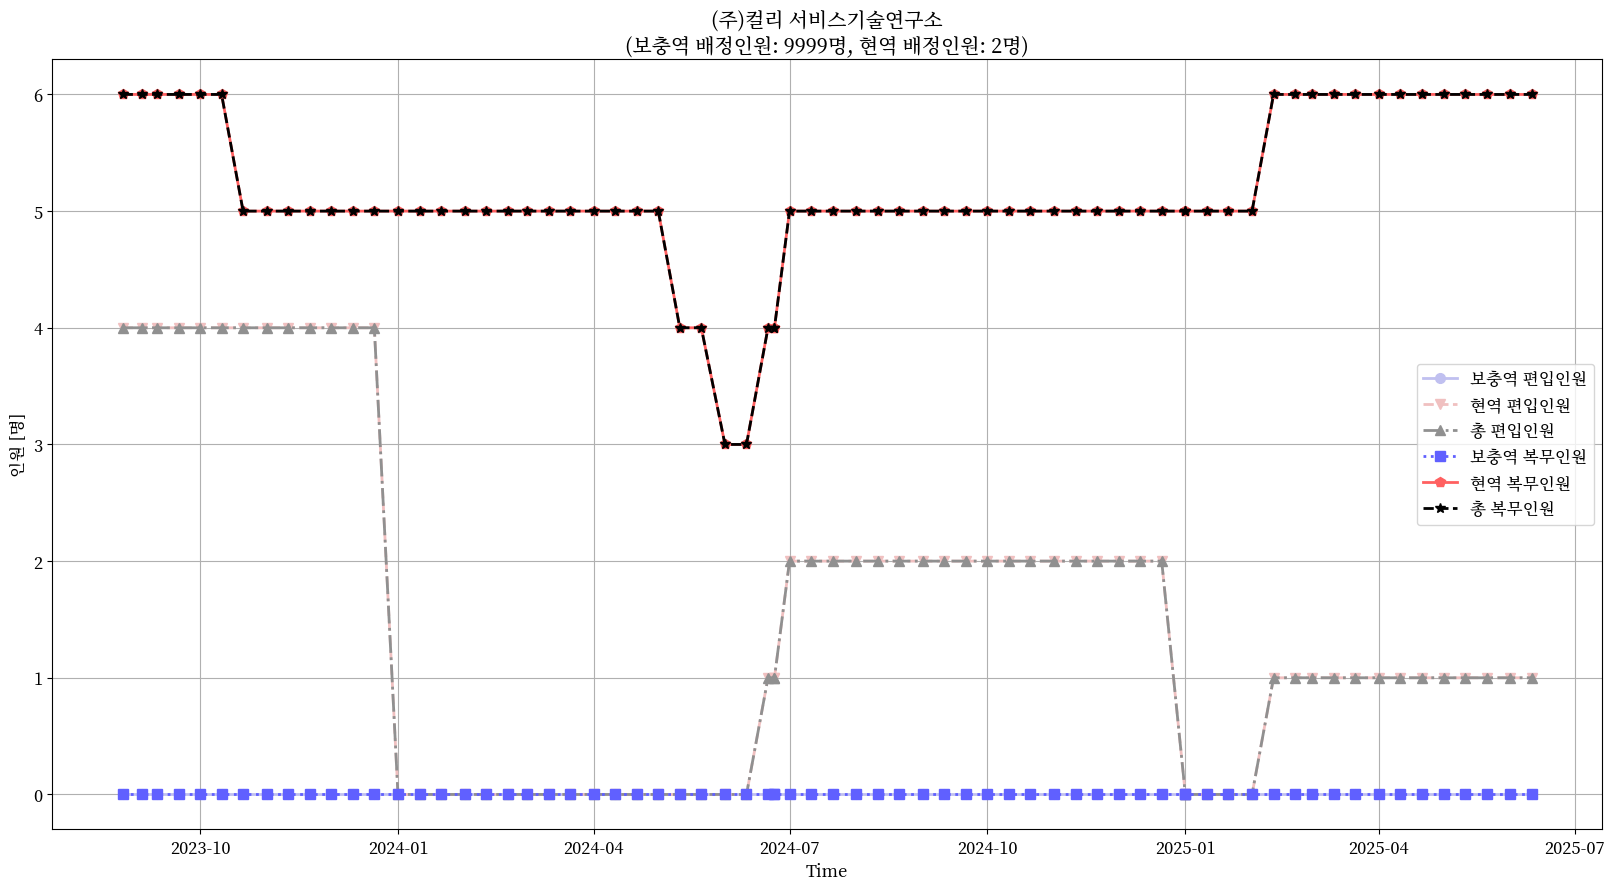 (주)컬리 서비스기술연구소
(보충역 배정인원: 9999명, 현역 배정인원: 2명)
인원 [명]
6
5
4
3
2
1
0
보충역 편입인원
현역 편입인원
총 편입인원
보충역 복무인원
현역 복무인원
총 복무인원
2023-10
2024-01
2024-04
2024-07
2024-10
2025-01
2025-04
2025-07
Time